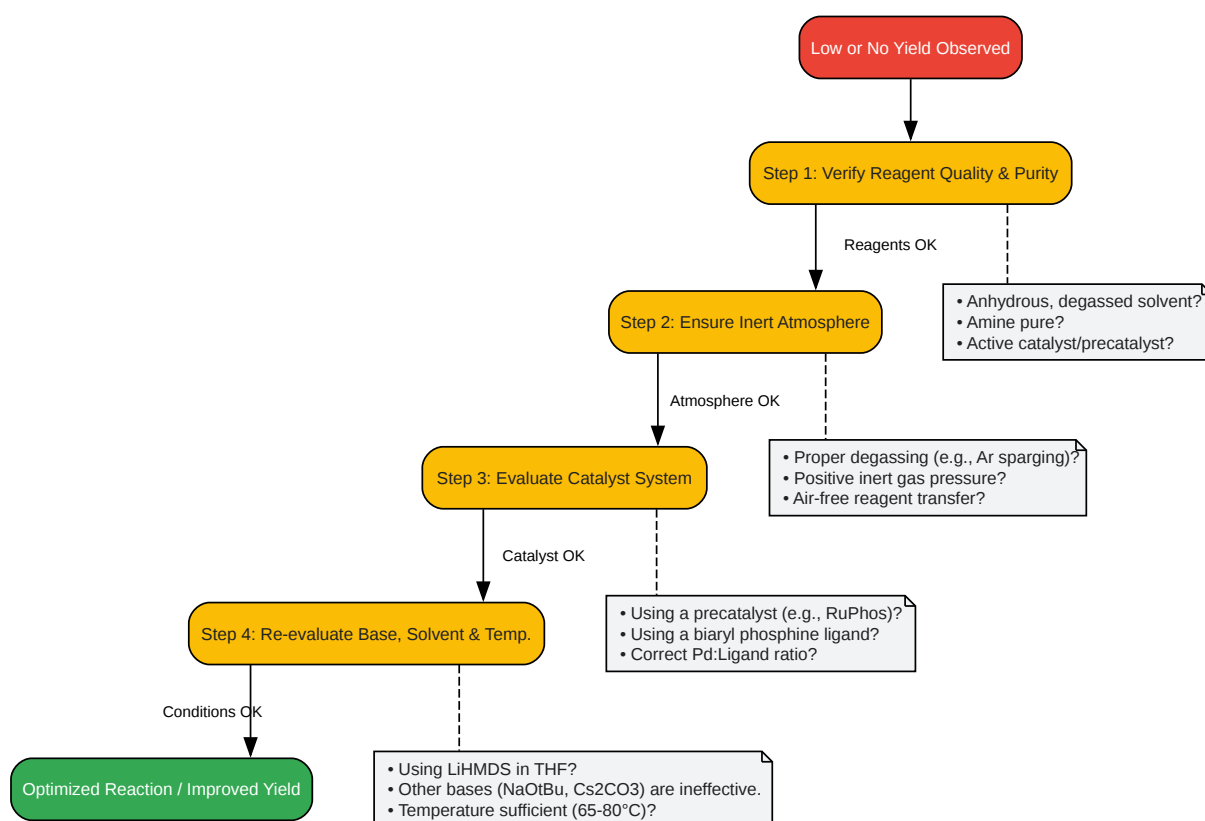 Low or No Yield Observed
Step 1: Verify Reagent Quality & Purity
Reagents OK
• Anhydrous, degassed solvent?
• Amine pure?
• Active catalyst/precatalyst?
Step 2: Ensure Inert Atmosphere
Atmosphere OK
• Proper degassing (e.g., Ar sparging)?
• Positive inert gas pressure?
• Air-free reagent transfer?
Step 3: Evaluate Catalyst System
Catalyst OK
• Using a precatalyst (e.g., RuPhos)?
• Using a biaryl phosphine ligand?
• Correct Pd:Ligand ratio?
Step 4: Re-evaluate Base, Solvent & Temp.
Conditions OK
• Using LiHMDS in THF?
• Other bases (NaOtBu, Cs2CO3) are ineffective.
• Temperature sufficient (65-80°C)?
Optimized Reaction / Improved Yield